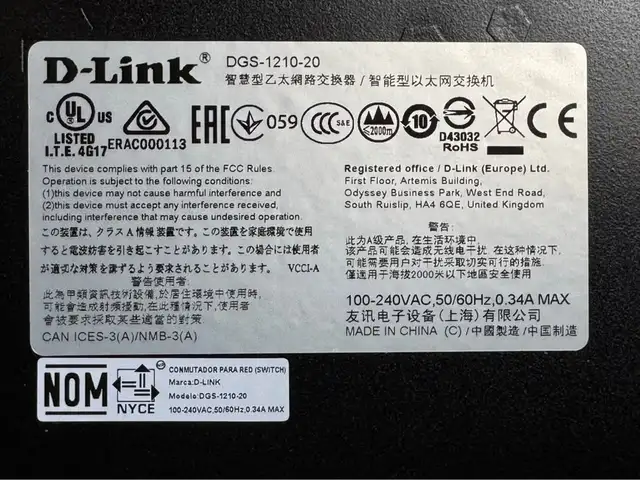 D-Link®
DGS-1210-20
智慧型乙太網路交換器 / 智能型以太网交换机
c UL US
LISTED
I.T.E. 4G17
ERAC000113
EAC
059
CCC S&E
≤2000m
10
D43032
RoHS
CE
This device complies with part 15 of the FCC Rules.
Operation is subject to the following conditions:
(1)this device may not cause harmful interference and
(2)this device must accept any interference received,
including interference that may cause undesired operation.
この装置は、クラスA情報装置です。この装置を家庭環境で使用
すると電波妨害を引き起こすことがあります。この場合には使用者
が適切な対策を講ずるよう要求されることがあります。 VCCI-A
警告使用者:
此為甲類資訊技術設備,於居住環境中使用時,
可能會造成射頻擾動,在此種情況下,使用者
會被要求採取某些適當的對策.
CAN ICES-3(A)/NMB-3(A)
Registered office / D-Link (Europe) Ltd.
First Floor, Artemis Building,
Odyssey Business Park, West End Road,
South Ruislip, HA4 6QE, United Kingdom
警告:
此为A级产品, 在生活环境中,
该产品可能会造成无线电干扰. 在这种情况下,
可能需要用户对干扰采取切实可行的措施.
僅适用于海拔2000米以下地區安全使用
100-240VAC,50/60Hz,0.34A MAX
友讯电子设备(上海)有限公司
MADE IN CHINA (C) /中國製造 /中国制造
NOM
NYCE
CONMUTADOR PARA RED (SWITCH)
Marca:D-LINK
Modelo:DGS-1210-20
100-240VAC,50/60Hz,0.34A MAX